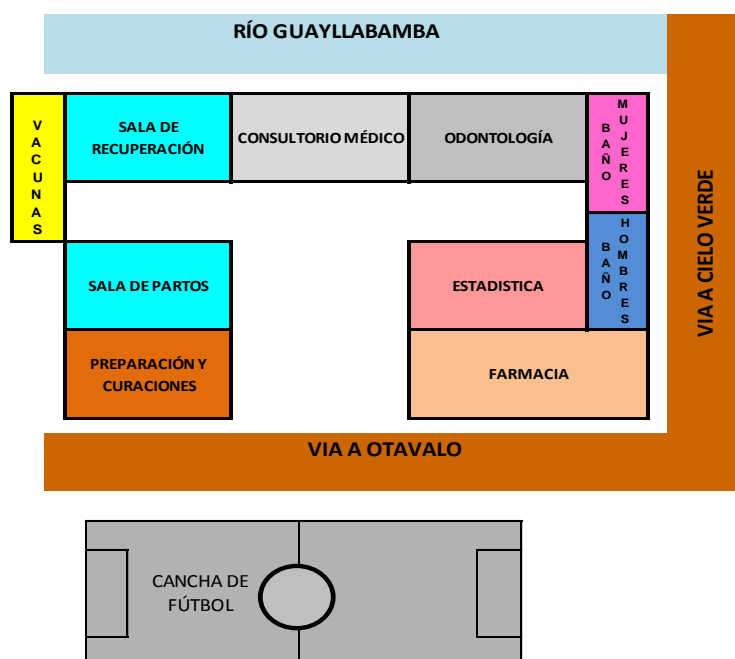 RÍO GUAYLLABAMBA
VACUNAS
SALA DE
RECUPERACIÓN
CONSULTORIO MÉDICO
ODONTOLOGÍA
BAÑO
MUJERES
SALA DE PARTOS
ESTADISTICA
BAÑO
HOMBRES
VIA A CIELO VERDE
PREPARACIÓN Y
CURACIONES
FARMACIA
VIA A OTAVALO
CANCHA DE
FÚTBOL